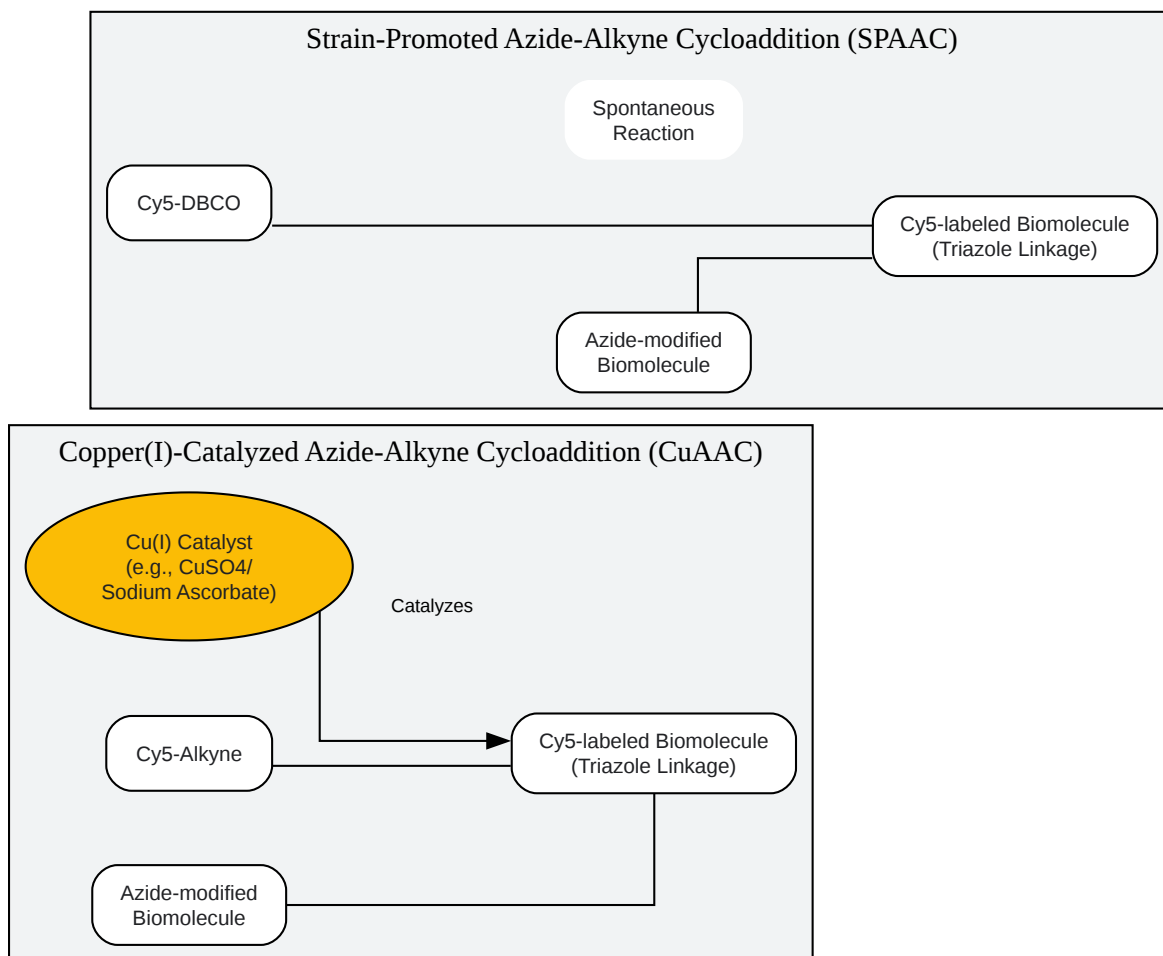 Strain-Promoted Azide-Alkyne Cycloaddition (SPAAC)
Spontaneous
Reaction
Cy5-DBCO
Cy5-labeled Biomolecule
(Triazole Linkage)
Azide-modified
Biomolecule
Copper(I)-Catalyzed Azide-Alkyne Cycloaddition (CuAAC)
Cu(I) Catalyst
(e.g., CuSO4/
Sodium Ascorbate)
Catalyzes
Cy5-Alkyne
Cy5-labeled Biomolecule
(Triazole Linkage)
Azide-modified
Biomolecule